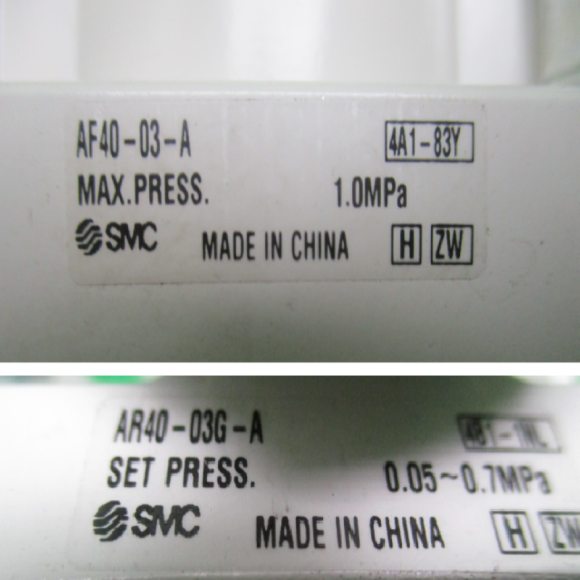 AF40-03-A 4A1-83Y
MAX.PRESS. 1.0MPa
SMC MADE IN CHINA H ZW
AR40-03G-A
SET PRESS. 0.05~0.7MPa
SMC MADE IN CHINA H ZW